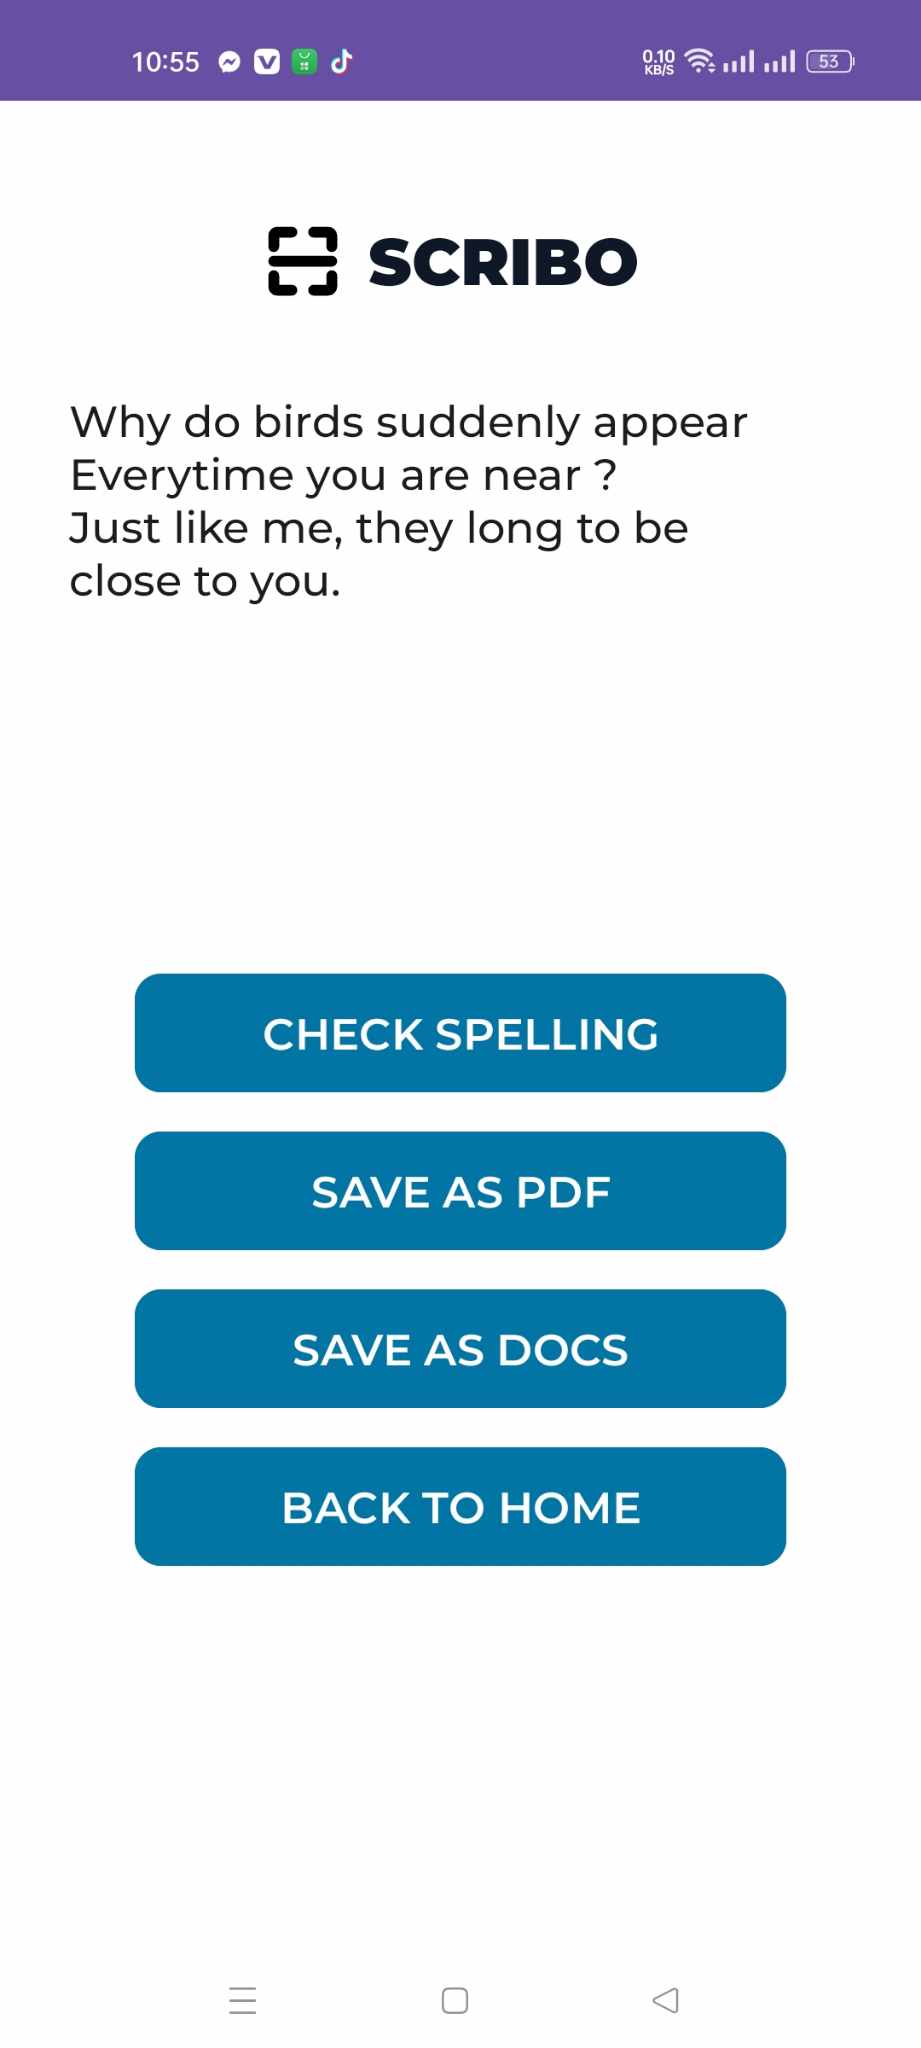 10:55
0.10
KB/S
53
SCRIBO
Why do birds suddenly appear
Everytime you are near ?
Just like me, they long to be
close to you.
CHECK SPELLING
SAVE AS PDF
SAVE AS DOCS
BACK TO HOME